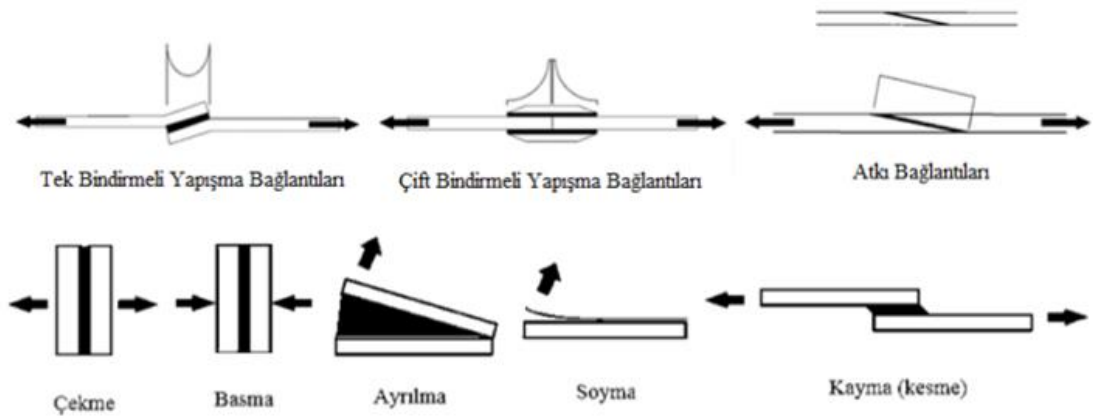 Tek Bindirmeli Yapışma Bağlantıları
Çift Bindirmeli Yapışma Bağlantıları
Atkı Bağlantıları
Çekme
Basma
Ayrılma
Soyma
Kayma (kesme)